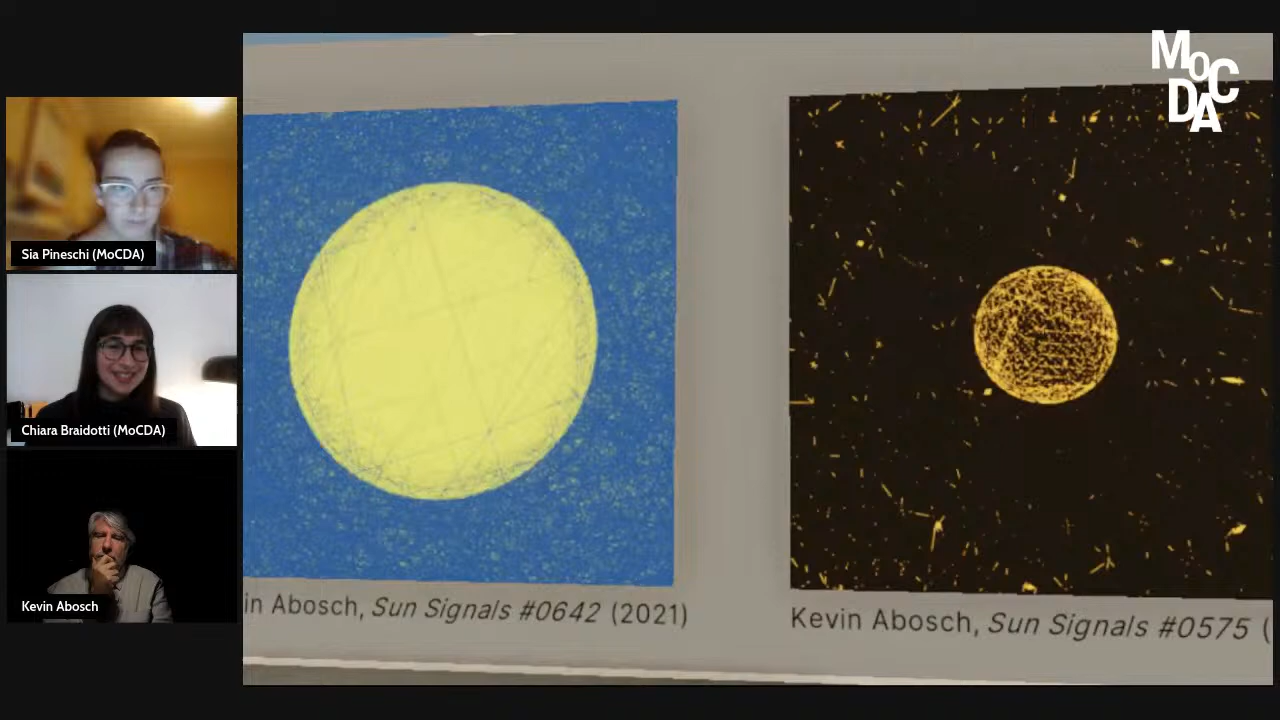 MoCDA
Sia Pineschi (MoCDA)
Chiara Braidotti (MoCDA)
Kevin Abosch
in Abosch, Sun Signals #0642 (2021)
Kevin Abosch, Sun Signals #0575 (